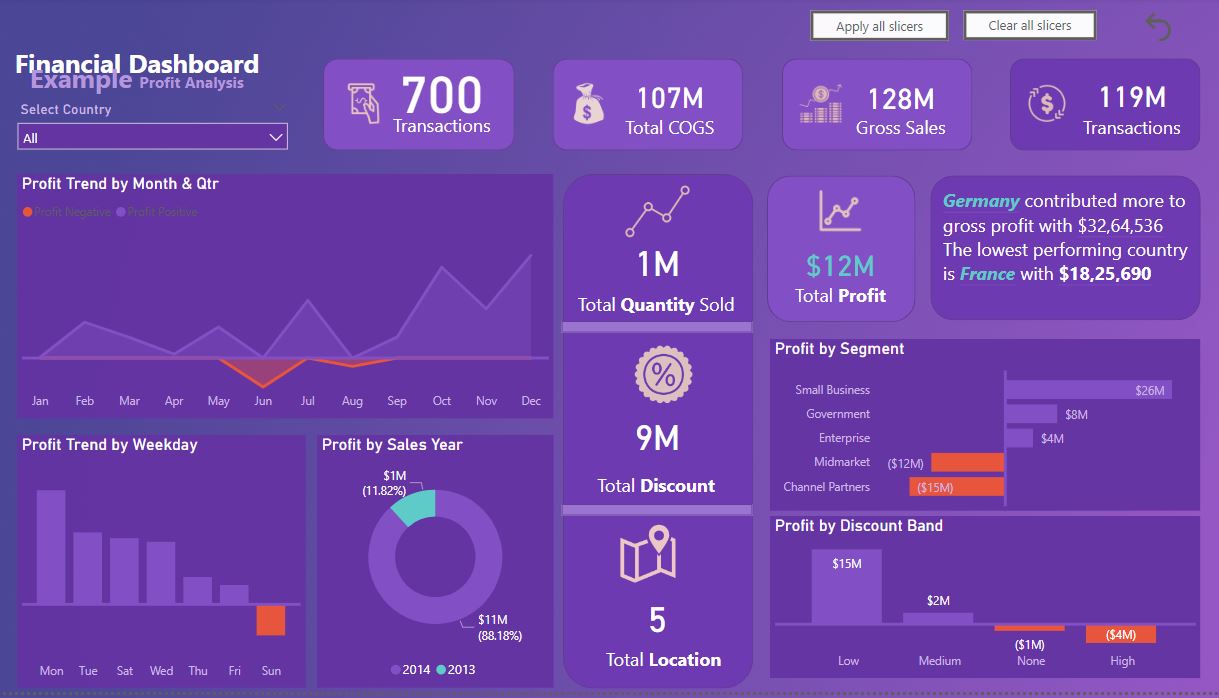 Apply all slicers
Clear all slicers
Financial Dashboard
Example Profit Analysis
Select Country
All
700
Transactions
107M
Total COGS
128M
Gross Sales
119M
Transactions
Profit Trend by Month & Qtr
Profit Negative Profit Positive
Jan Feb Mar Apr May Jun Jul Aug Sep Oct Nov Dec
1M
Total Quantity Sold
$12M
Total Profit
Germany contributed more to
gross profit with $32,64,536
The lowest performing country
is France with $18,25,690
Profit by Segment
Small Business $26M
Government $8M
Enterprise $4M
Midmarket ($12M)
Channel Partners ($15M)
Profit Trend by Weekday
Mon Tue Sat Wed Thu Fri Sun
Profit by Sales Year
$1M
(11.82%)
$11M
(88.18%)
2014 2013
%
9M
Total Discount
5
Total Location
Profit by Discount Band
$15M
$2M
($1M)
($4M)
Low Medium None High